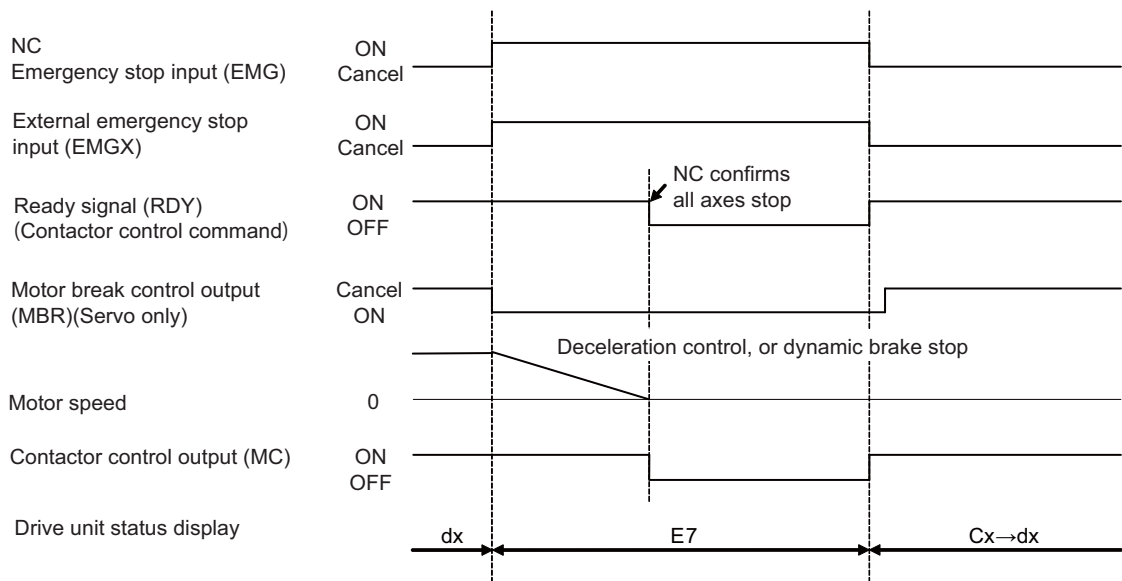 NC
Emergency stop input (EMG)
ON
Cancel
External emergency stop
input (EMGX)
ON
Cancel
NC confirms
all axes stop
Ready signal (RDY)
(Contactor control command)
ON
OFF
Motor break control output
(MBR)(Servo only)
Cancel
ON
Deceleration control, or dynamic brake stop
Motor speed
0
Contactor control output (MC)
ON
OFF
Drive unit status display
dx
E7
Cx→dx